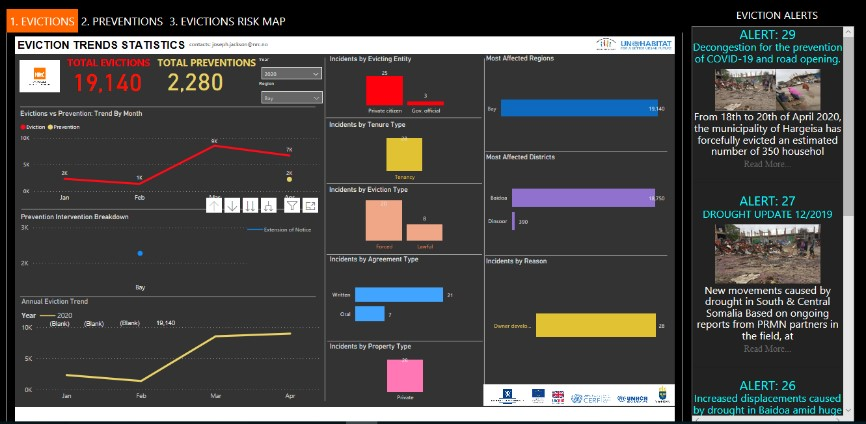 1. EVICTIONS 2. PREVENTIONS 3. EVICTIONS RISK MAP
EVICTION TRENDS STATISTICS
TOTAL EVICTIONS
19,140
TOTAL PREVENTIONS
2,280
Year
2020
Region
Bay
Evictions vs Prevention: Trend By Month
Eviction Prevention
10K
5K
0K
2K
1K
9K
7K
2K
Jan Feb Mar Apr
Prevention Intervention Breakdown
3K
2K
Extension of Notice
Bay
Annual Eviction Trend
Year 2020
(Blank) (Blank) (Blank) 19,140
10K
5K
0K
Jan Feb Mar Apr
Incidents by Evicting Entity
25
3
Private citizen Gov. official
Incidents by Tenure Type
28
Tenancy
Incidents by Eviction Type
20
8
Forced Lawful
Incidents by Agreement Type
Written 21
Oral 7
Incidents by Property Type
28
Private
UN HABITAT
Most Affected Regions
Bay 19,140
Most Affected Districts
Baidoa 18,750
Dinsoor 390
Incidents by Reason
Owner develo... 28
CERF
UNHCR
EVICTION ALERTS
ALERT: 29
Decongestion for the prevention
of COVID-19 and road opening.
From 18th to 20th of April 2020,
the municipality of Hargeisa has
forcefully evicted an estimated
number of 350 househol
Read More...
ALERT: 27
DROUGHT UPDATE 12/2019
New movements caused by
drought in South & Central
Somalia Based on ongoing
reports from PRMN partners in
the field, at
Read More...
ALERT: 26
Increased displacements caused
by drought in Baidoa amid huge